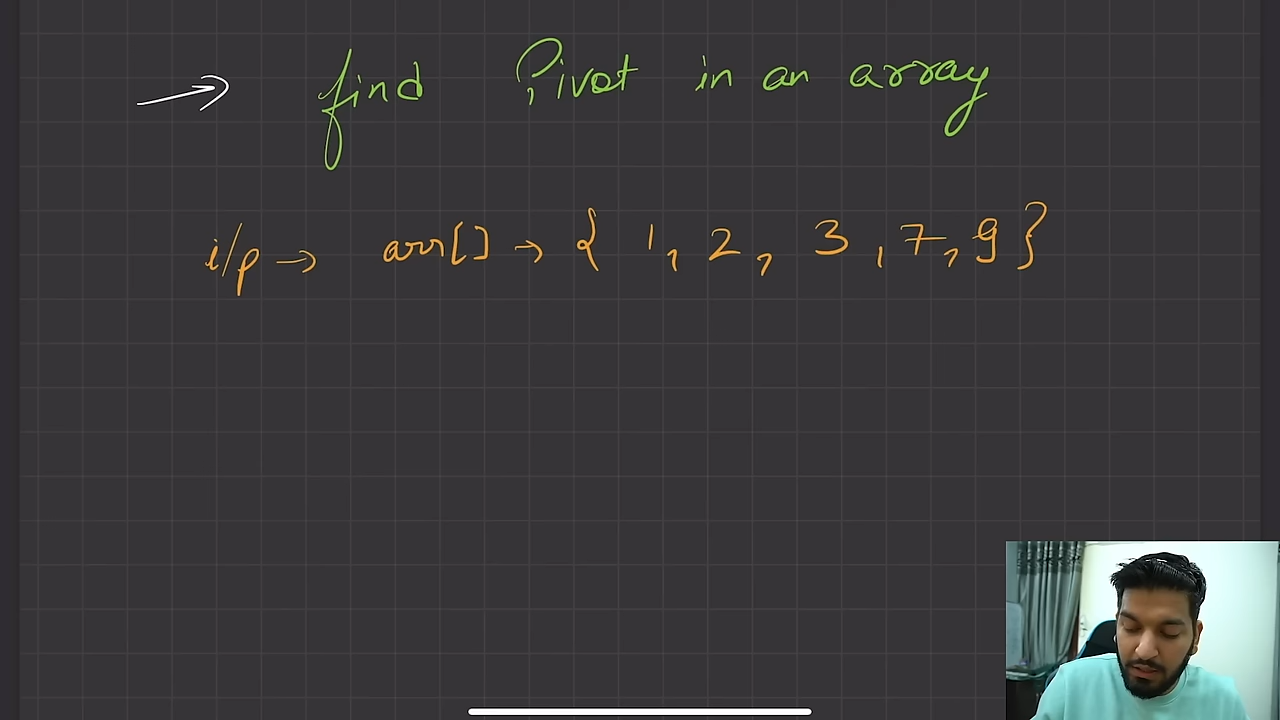 → find Pivot in an array
i/p → arr[] → { 1, 2, 3, 7, 9 }